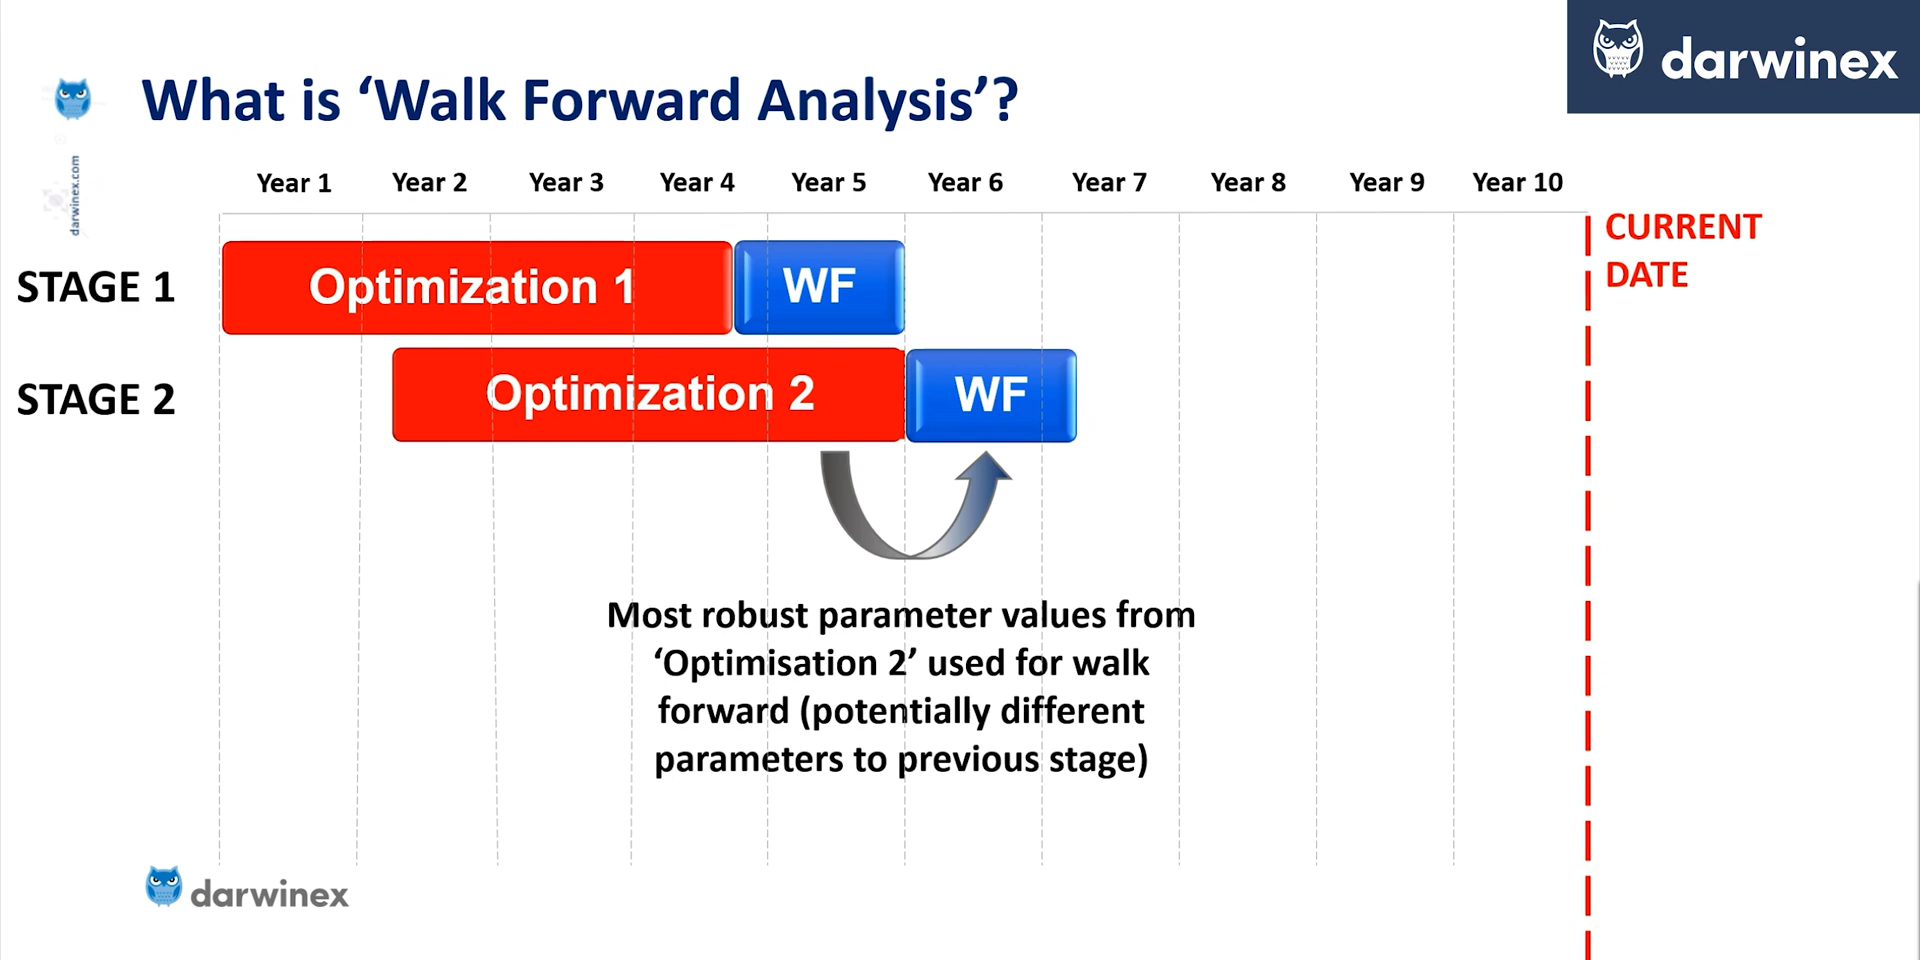 darwinex
What is ‘Walk Forward Analysis’?
darwinex.com
Year 1 Year 2 Year 3 Year 4 Year 5 Year 6 Year 7 Year 8 Year 9 Year 10
CURRENT
DATE
STAGE 1
Optimization 1
WF
STAGE 2
Optimization 2
WF
Most robust parameter values from
‘Optimisation 2’ used for walk
forward (potentially different
parameters to previous stage)
darwinex